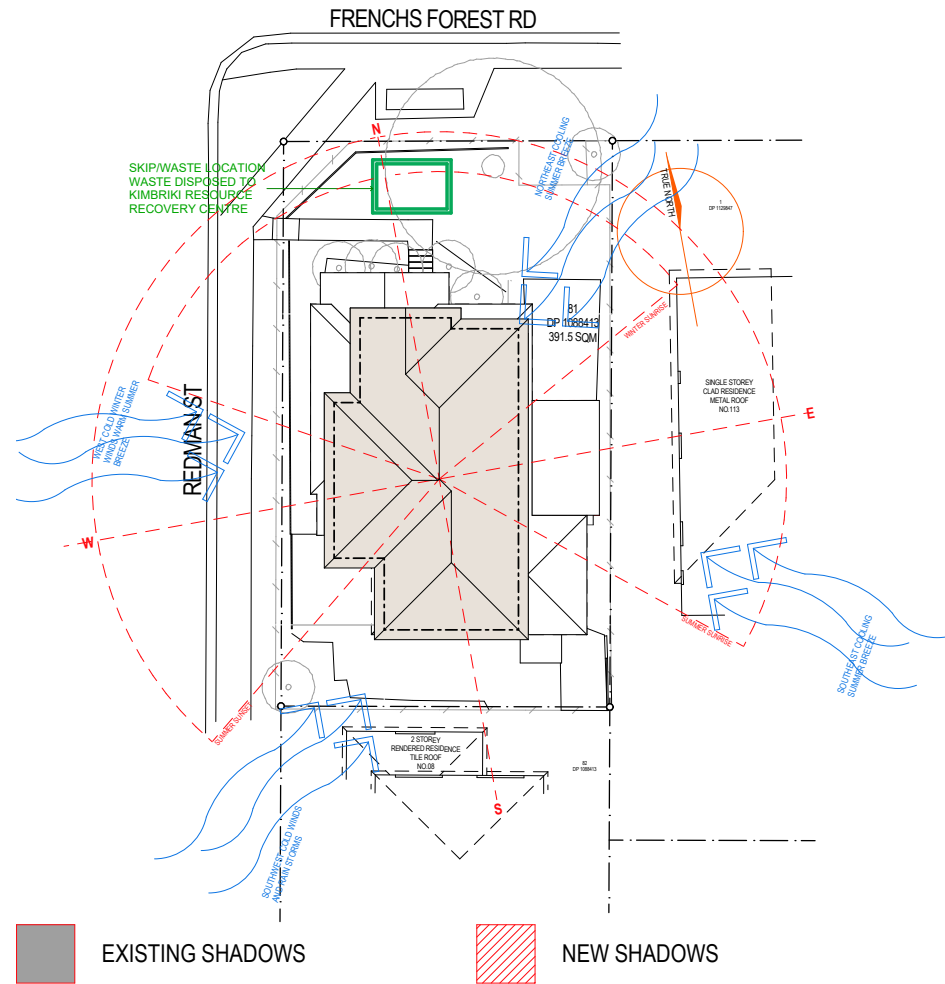 FRENCHS FOREST RD
N
SKIP/WASTE LOCATION
WASTE DISPOSED TO
KIMBRIKI RESOURCE
RECOVERY CENTRE
NORTHEAST COOLING
SUMMER BREEZE
TRUE NORTH
1
DP 1129847
81
DP 1088413
391.5 SQM
WINTER SUNRISE
SINGLE STOREY
CLAD RESIDENCE
METAL ROOF
NO.113
E
REDMAN ST
WEST COLD WINTER
WINDS WARM SUMMER
BREEZE
W
SUMMER SUNRISE
SOUTHEAST COOLING
SUMMER BREEZE
SUMMER SUNSET
2 STOREY
RENDERED RESIDENCE
TILE ROOF
NO.08
82
DP 1088413
S
SOUTHWEST COLD WINDS
AND RAIN STORMS
EXISTING SHADOWS
NEW SHADOWS